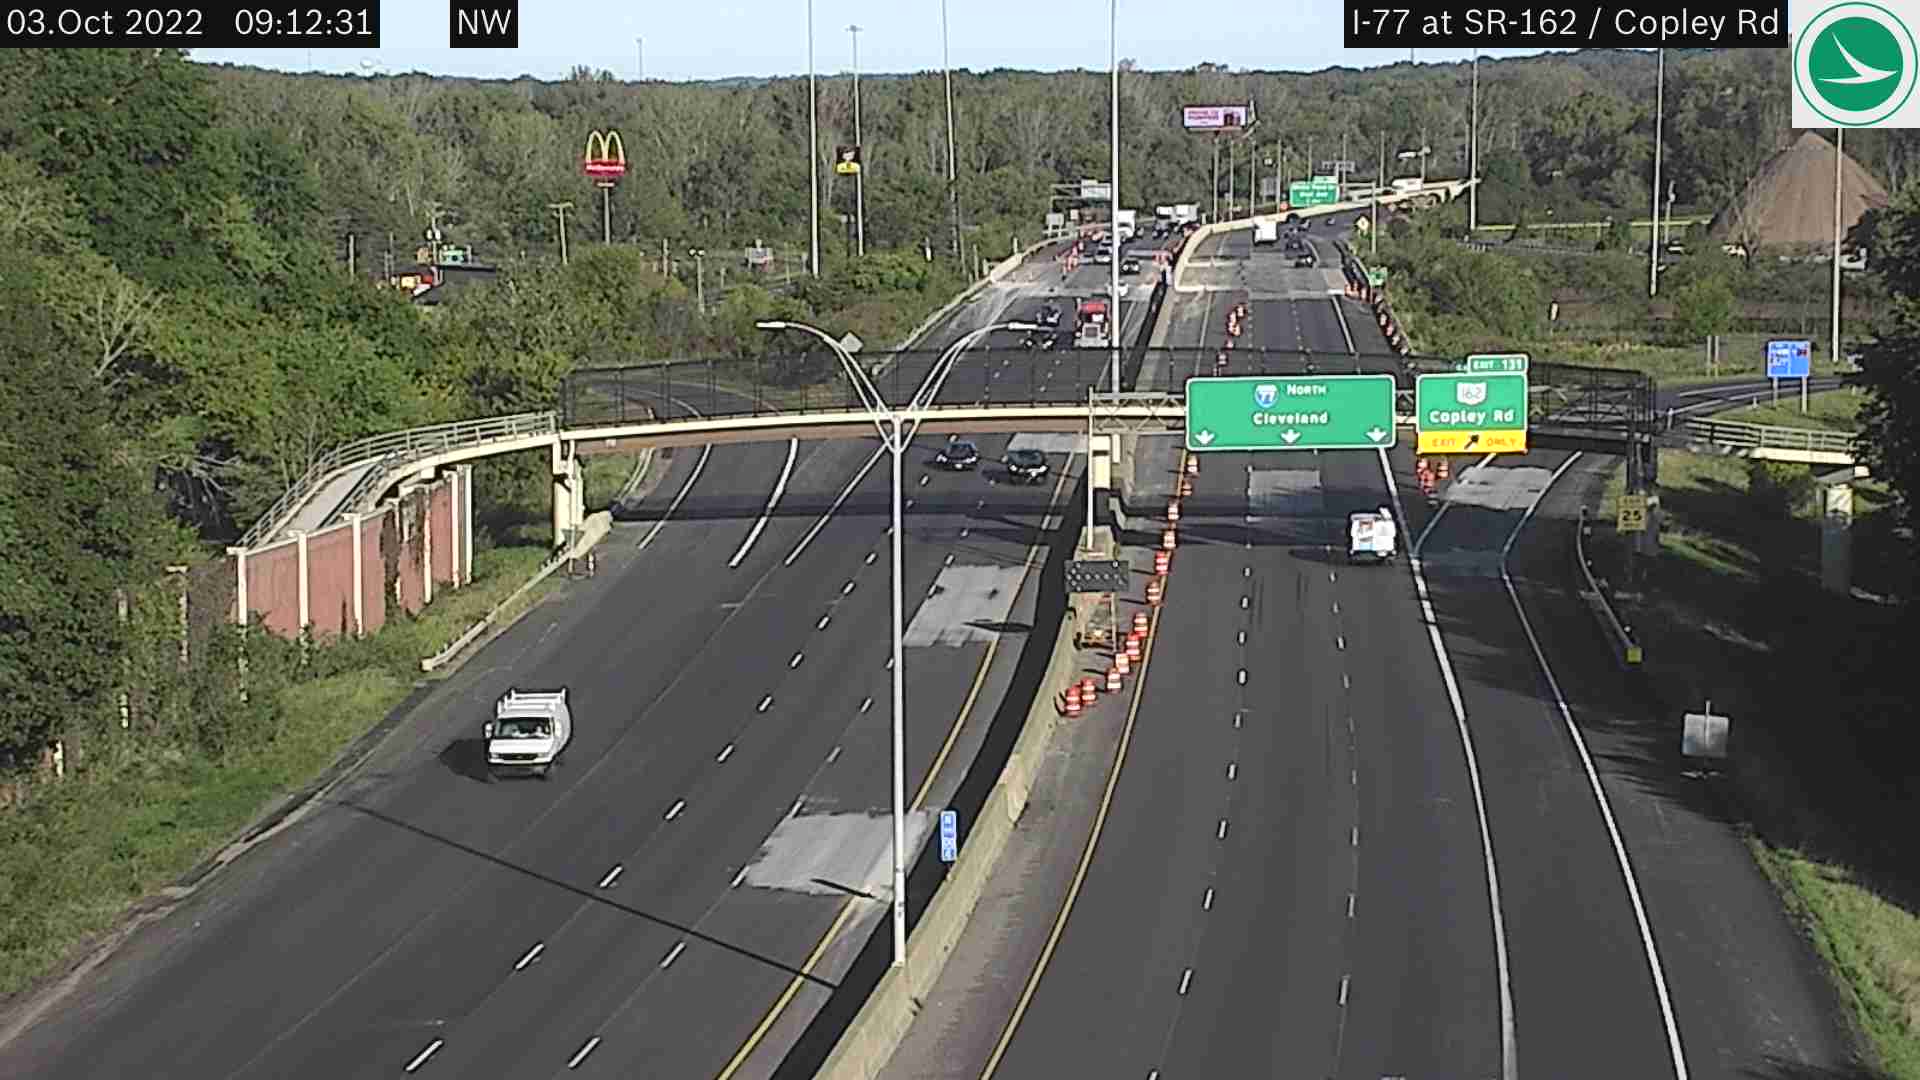 03.Oct 2022 09:12:31
NW
I-77 at SR-162 / Copley Rd
McDonald's
EXIT 131
77 NORTH
Cleveland
162
Copley Rd
EXIT ONLY
25